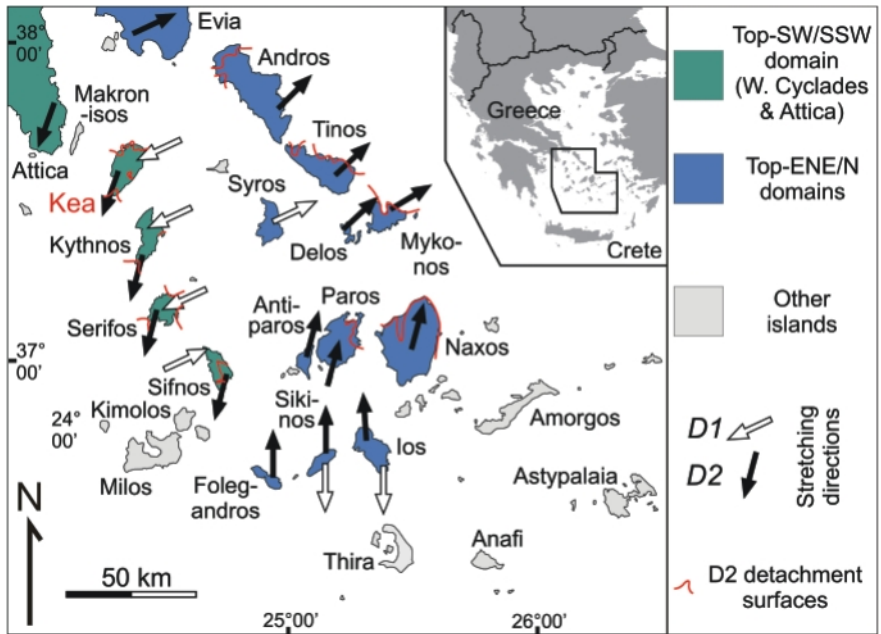 38°
00'
Evia
Andros
Makron
-isos
Tinos
Attica
Kea
Syros
Kythnos
Delos
Myko-
nos
Anti-
paros
Paros
Serifos
Naxos
37°
00'
Sifnos
Siki-
nos
Kimolos
24°
00'
Amorgos
Ios
Milos
Foleg-
andros
Astypalaia
N
Thira
Anafi
50 km
25°00'
26°00'
Greece
Crete
Top-SW/SSW
domain
(W. Cyclades
& Attica)
Top-ENE/N
domains
Other
islands
D1
D2
Stretching
directions
D2 detachment
surfaces